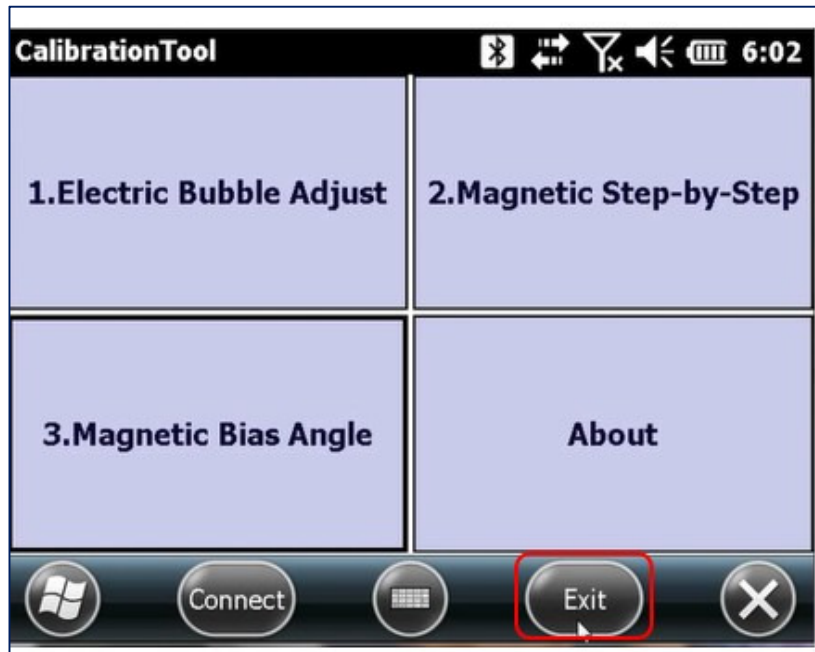 CalibrationTool 6:02
1.Electric Bubble Adjust
2.Magnetic Step-by-Step
3.Magnetic Bias Angle
About
Connect
Exit